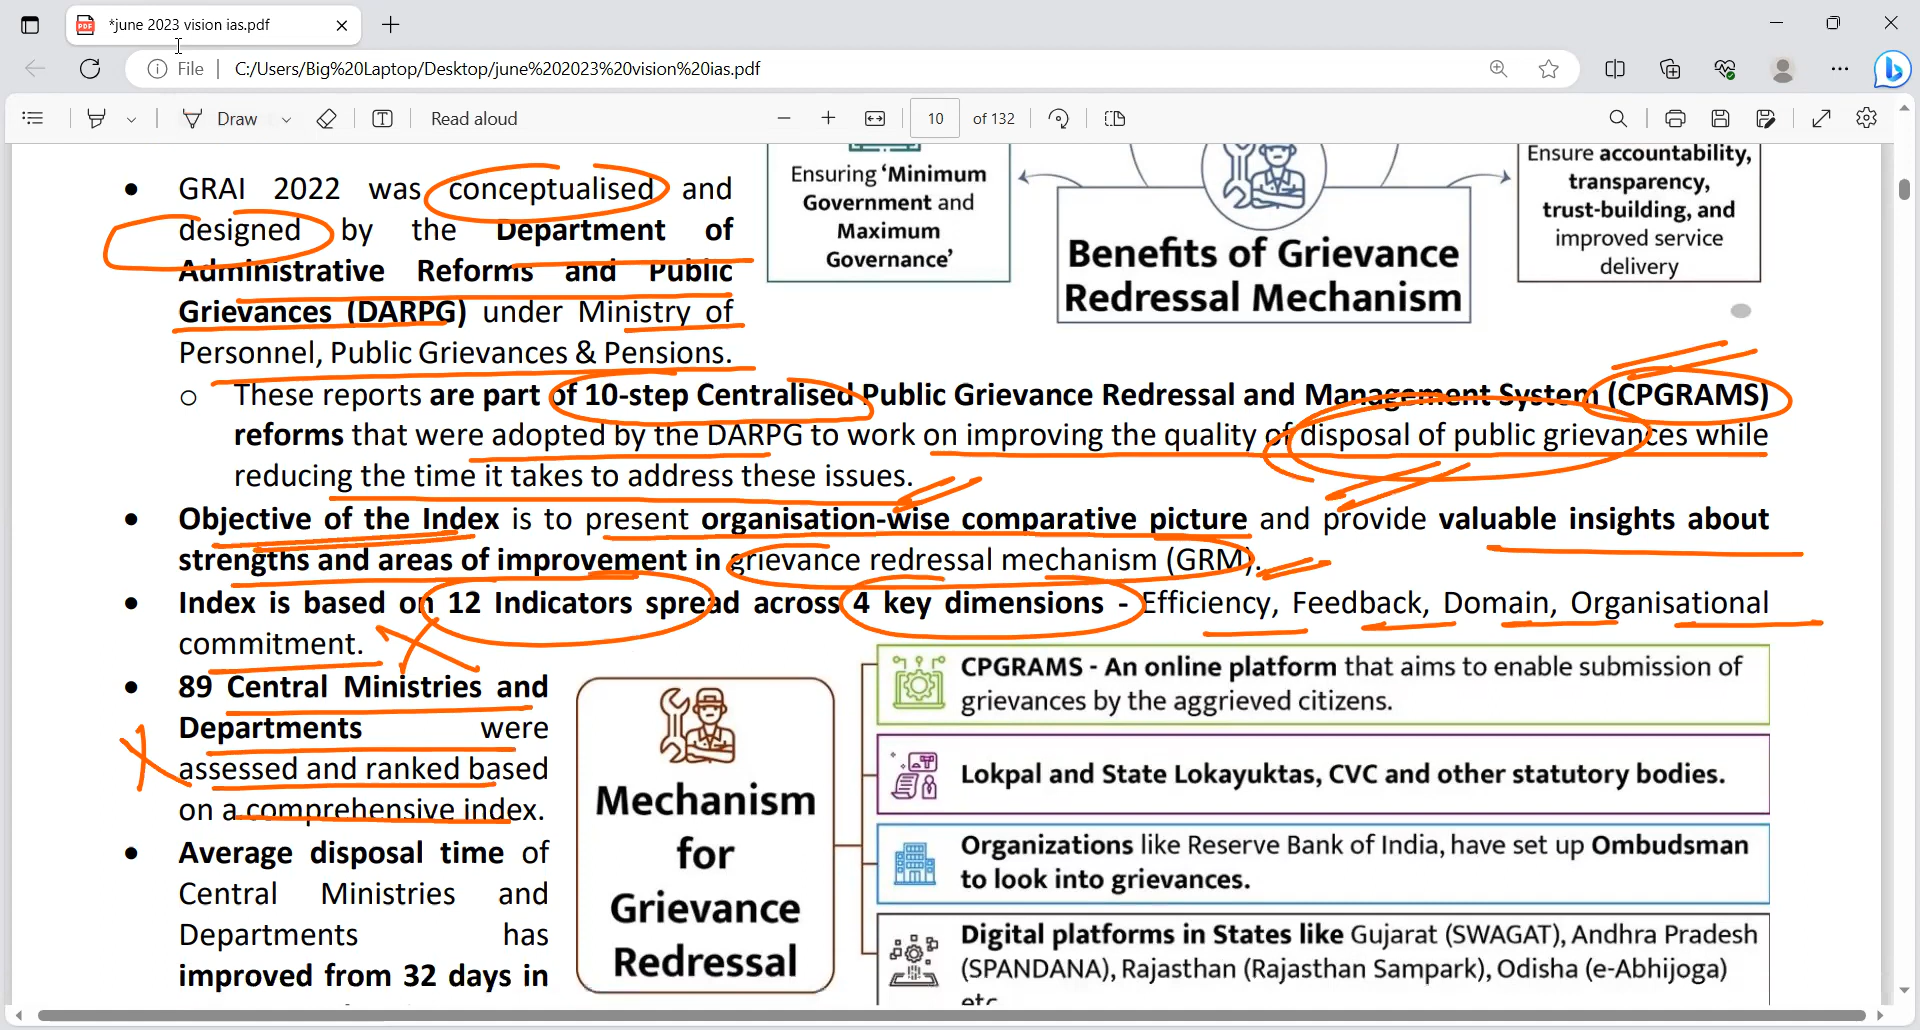 *june 2023 vision ias.pdf
File
C:/Users/Big%20Laptop/Desktop/june%202023%20vision%20ias.pdf
Draw
Read aloud
10 of 132
• GRAI 2022 was conceptualised and
designed by the Department of
Administrative Reforms and Public
Grievances (DARPG) under Ministry of
Personnel, Public Grievances & Pensions.
Ensuring ‘Minimum
Government and
Maximum
Governance’
Benefits of Grievance
Redressal Mechanism
Ensure accountability,
transparency,
trust-building, and
improved service
delivery
o These reports are part of 10-step Centralised Public Grievance Redressal and Management System (CPGRAMS)
reforms that were adopted by the DARPG to work on improving the quality of disposal of public grievances while
reducing the time it takes to address these issues.
• Objective of the Index is to present organisation-wise comparative picture and provide valuable insights about
strengths and areas of improvement in grievance redressal mechanism (GRM).
• Index is based on 12 Indicators spread across 4 key dimensions - Efficiency, Feedback, Domain, Organisational
commitment.
• 89 Central Ministries and
Departments were
assessed and ranked based
on a comprehensive index.
• Average disposal time of
Central Ministries and
Departments has
improved from 32 days in
Mechanism
for
Grievance
Redressal
CPGRAMS - An online platform that aims to enable submission of
grievances by the aggrieved citizens.
Lokpal and State Lokayuktas, CVC and other statutory bodies.
Organizations like Reserve Bank of India, have set up Ombudsman
to look into grievances.
Digital platforms in States like Gujarat (SWAGAT), Andhra Pradesh
(SPANDANA), Rajasthan (Rajasthan Sampark), Odisha (e-Abhijoga)
etc